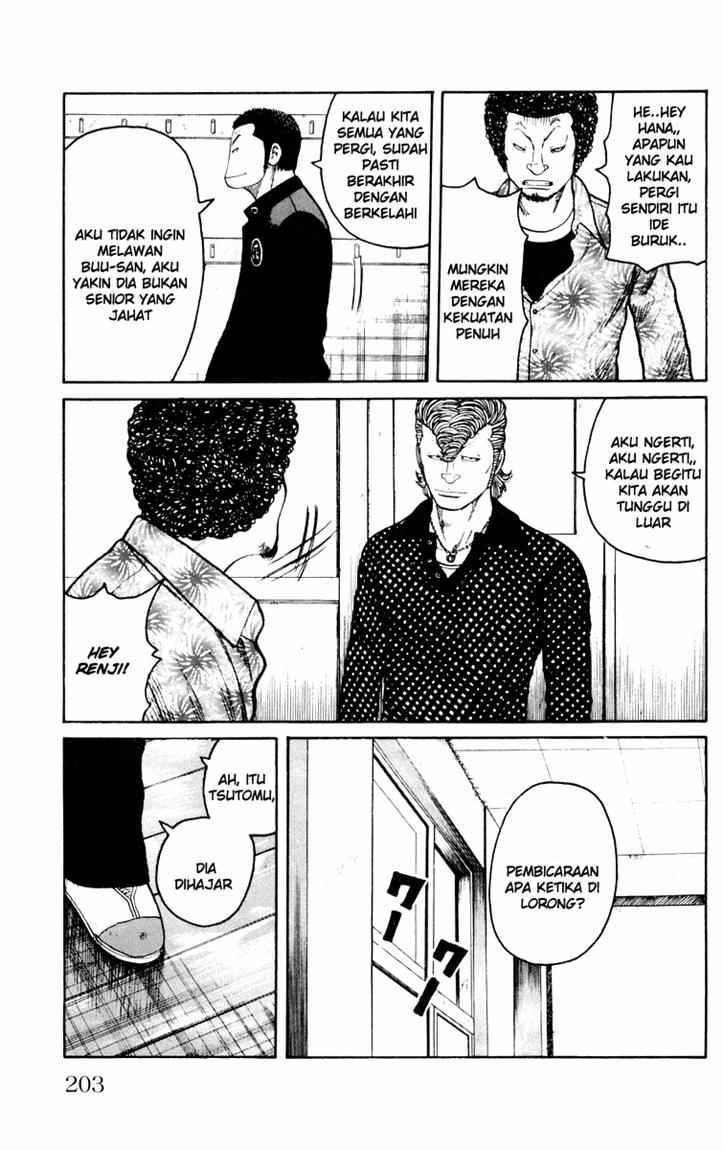 HE..HEY
HANA,,
APAPUN
YANG KAU
LAKUKAN,
PERGI
SENDIRI ITU
IDE
BURUK..
MUNGKIN
MEREKA
DENGAN
KEKUATAN
PENUH
KALAU KITA
SEMUA YANG
PERGI, SUDAH
PASTI
BERAKHIR
DENGAN
BERKELAHI
AKU TIDAK INGIN
MELAWAN
BUU-SAN, AKU
YAKIN DIA BUKAN
SENIOR YANG
JAHAT
AKU NGERTI,
AKU NGERTI,,
KALAU BEGITU
KITA AKAN
TUNGGU DI
LUAR
HEY
RENJI!
PEMBICARAAN
APA KETIKA DI
LORONG?
ワー
ワー
AH, ITU
TSUTOMU,
DIA
DIHAJAR
203